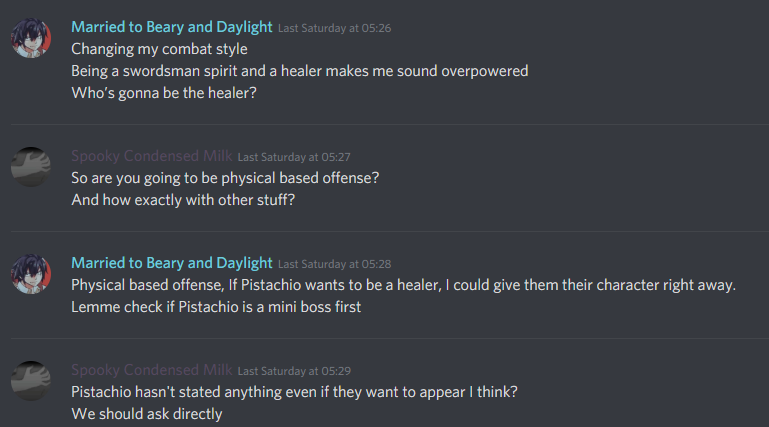 Married to Beary and Daylight Last Saturday at 05:26
Changing my combat style
Being a swordsman spirit and a healer makes me sound overpowered
Who's gonna be the healer?
Spooky Condensed Milk Last Saturday at 05:27
So are you going to be physical based offense?
And how exactly with other stuff?
Married to Beary and Daylight Last Saturday at 05:28
Physical based offense, If Pistachio wants to be a healer, I could give them their character right away.
Lemme check if Pistachio is a mini boss first
Spooky Condensed Milk Last Saturday at 05:29
Pistachio hasn't stated anything even if they want to appear I think?
We should ask directly